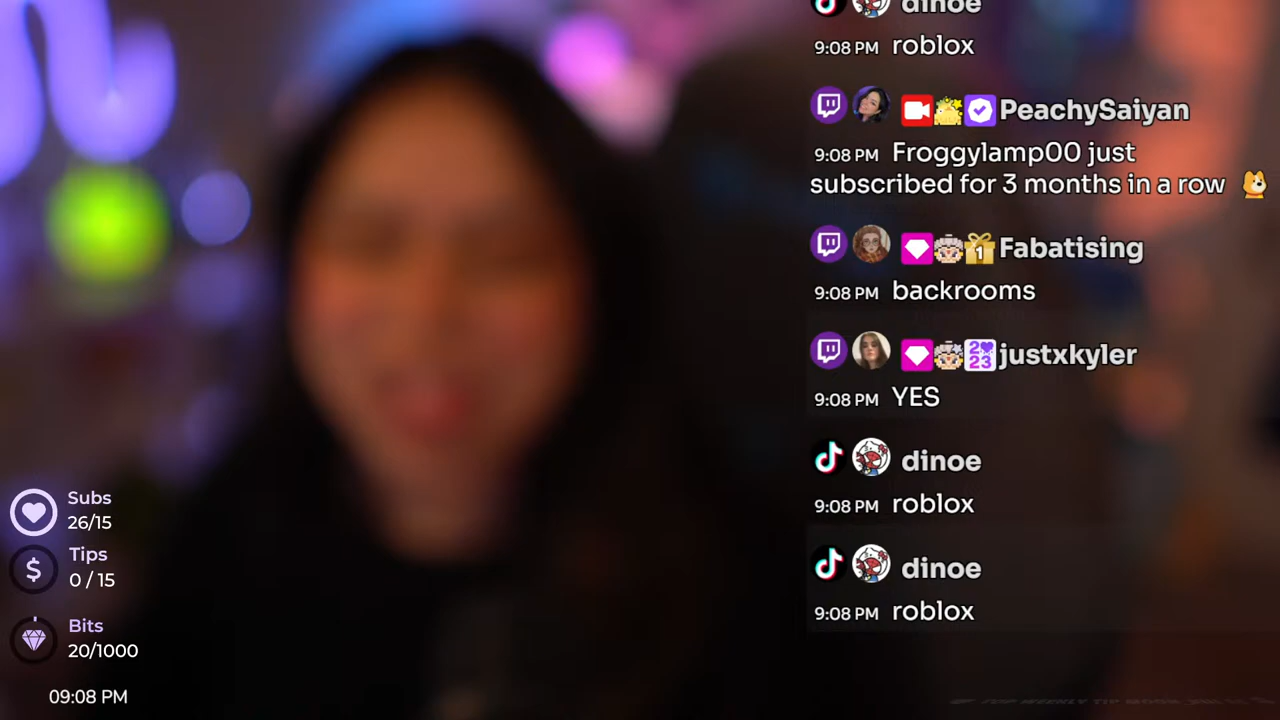 dinoe
9:08 PM roblox
PeachySaiyan
9:08 PM Froggylamp00 just
subscribed for 3 months in a row
1 Fabatising
9:08 PM backrooms
2023 justxkyler
9:08 PM YES
dinoe
9:08 PM roblox
dinoe
9:08 PM roblox
Subs
26/15
$ Tips
0 / 15
Bits
20/1000
09:08 PM